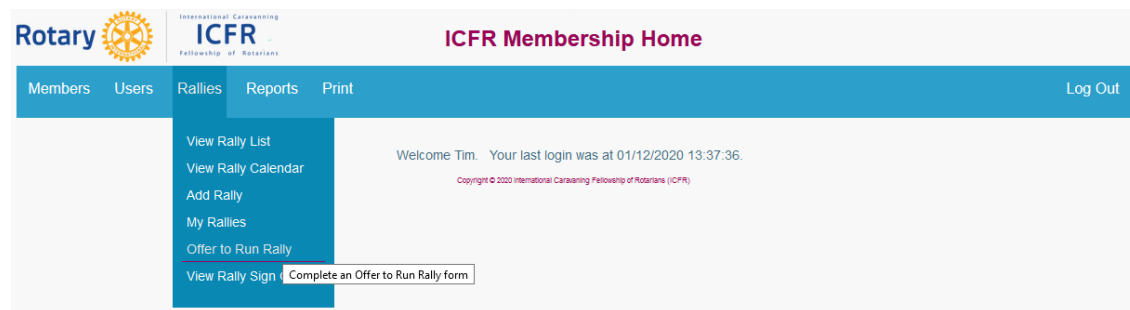 Rotary
International Caravanning
ICFR
Fellowship of Rotarians
ICFR Membership Home
Members Users Rallies Reports Print Log Out
View Rally List
View Rally Calendar
Add Rally
My Rallies
Offer to Run Rally
View Rally Sign
Complete an Offer to Run Rally form
Welcome Tim. Your last login was at 01/12/2020 13:37:36.
Copyright © 2020 International Caravaning Fellowship of Rotarians (ICFR)